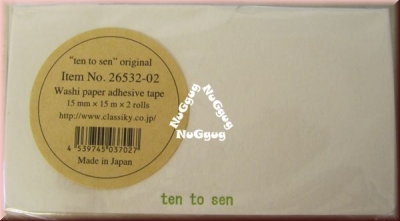 "ten to sen" original
Item No. 26532-02
Washi paper adhesive tape
15 mm × 15 m × 2 rolls
http://www.classiky.co.jp/
4 539745 037027
Made in Japan
NuGgug
NuGgug
NuGgug
ten to sen